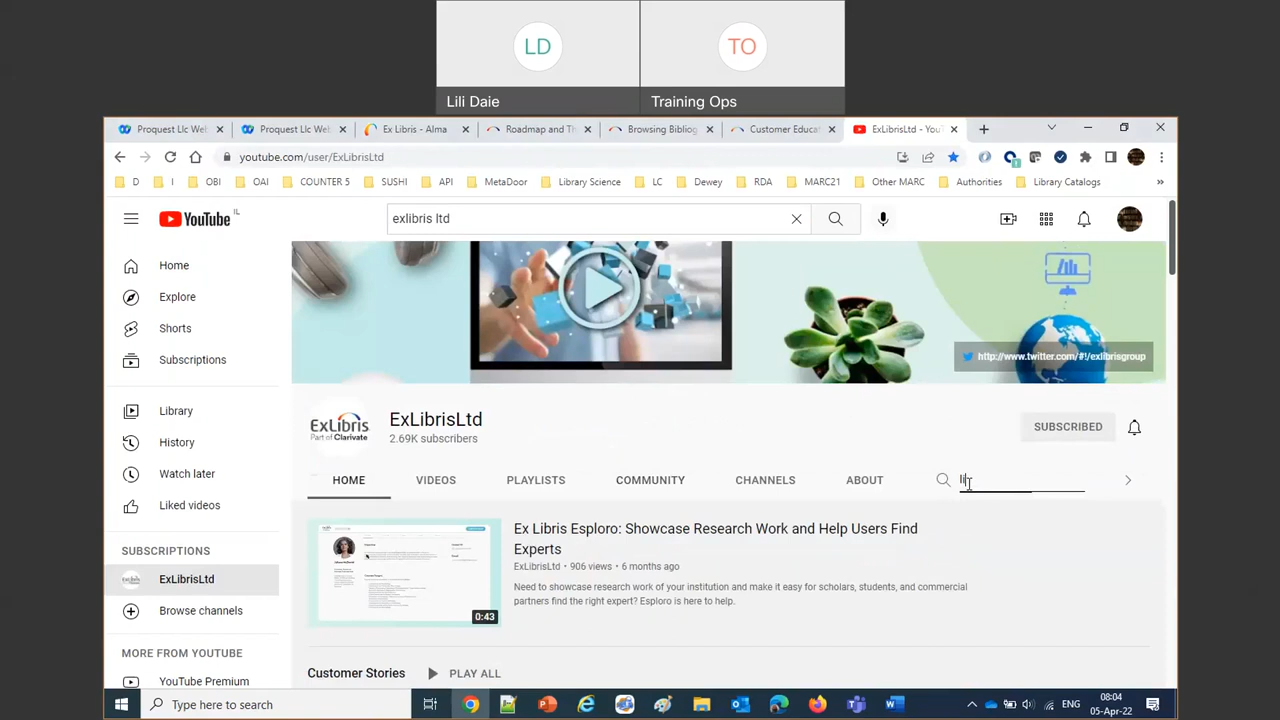 LD
TO
Lili Daie
Training Ops
Proquest Llc Web
Proquest Llc Web
Ex Libris - Alma
Roadmap and Th
Browsing Bibliog
Customer Educat
ExLibrisLtd - You
youtube.com/user/ExLibrisLtd
D
I
OBI
OAI
COUNTER 5
SUSHI
API
MetaDoor
Library Science
LC
Dewey
RDA
MARC21
Other MARC
Authorities
Library Catalogs
»
YouTube IL
exlibris ltd
Home
Explore
Shorts
Subscriptions
Library
History
Watch later
Liked videos
SUBSCRIPTIONS
ExLibrisLtd
Browse channels
MORE FROM YOUTUBE
YouTube Premium
http://www.twitter.com/#!/exlibrisgroup
ExLibris
Part of Clarivate
ExLibrisLtd
2.69K subscribers
SUBSCRIBED
HOME
VIDEOS
PLAYLISTS
COMMUNITY
CHANNELS
ABOUT
Ex Libris Esploro: Showcase Research Work and Help Users Find
Experts
ExLibrisLtd • 906 views • 6 months ago
Need to showcase research work of your institution and make it easy for scholars, students, and commercial
partners find the right expert? Esploro is here to help.
0:43
Customer Stories
PLAY ALL
Type here to search
ENG
08:04
05-Apr-22